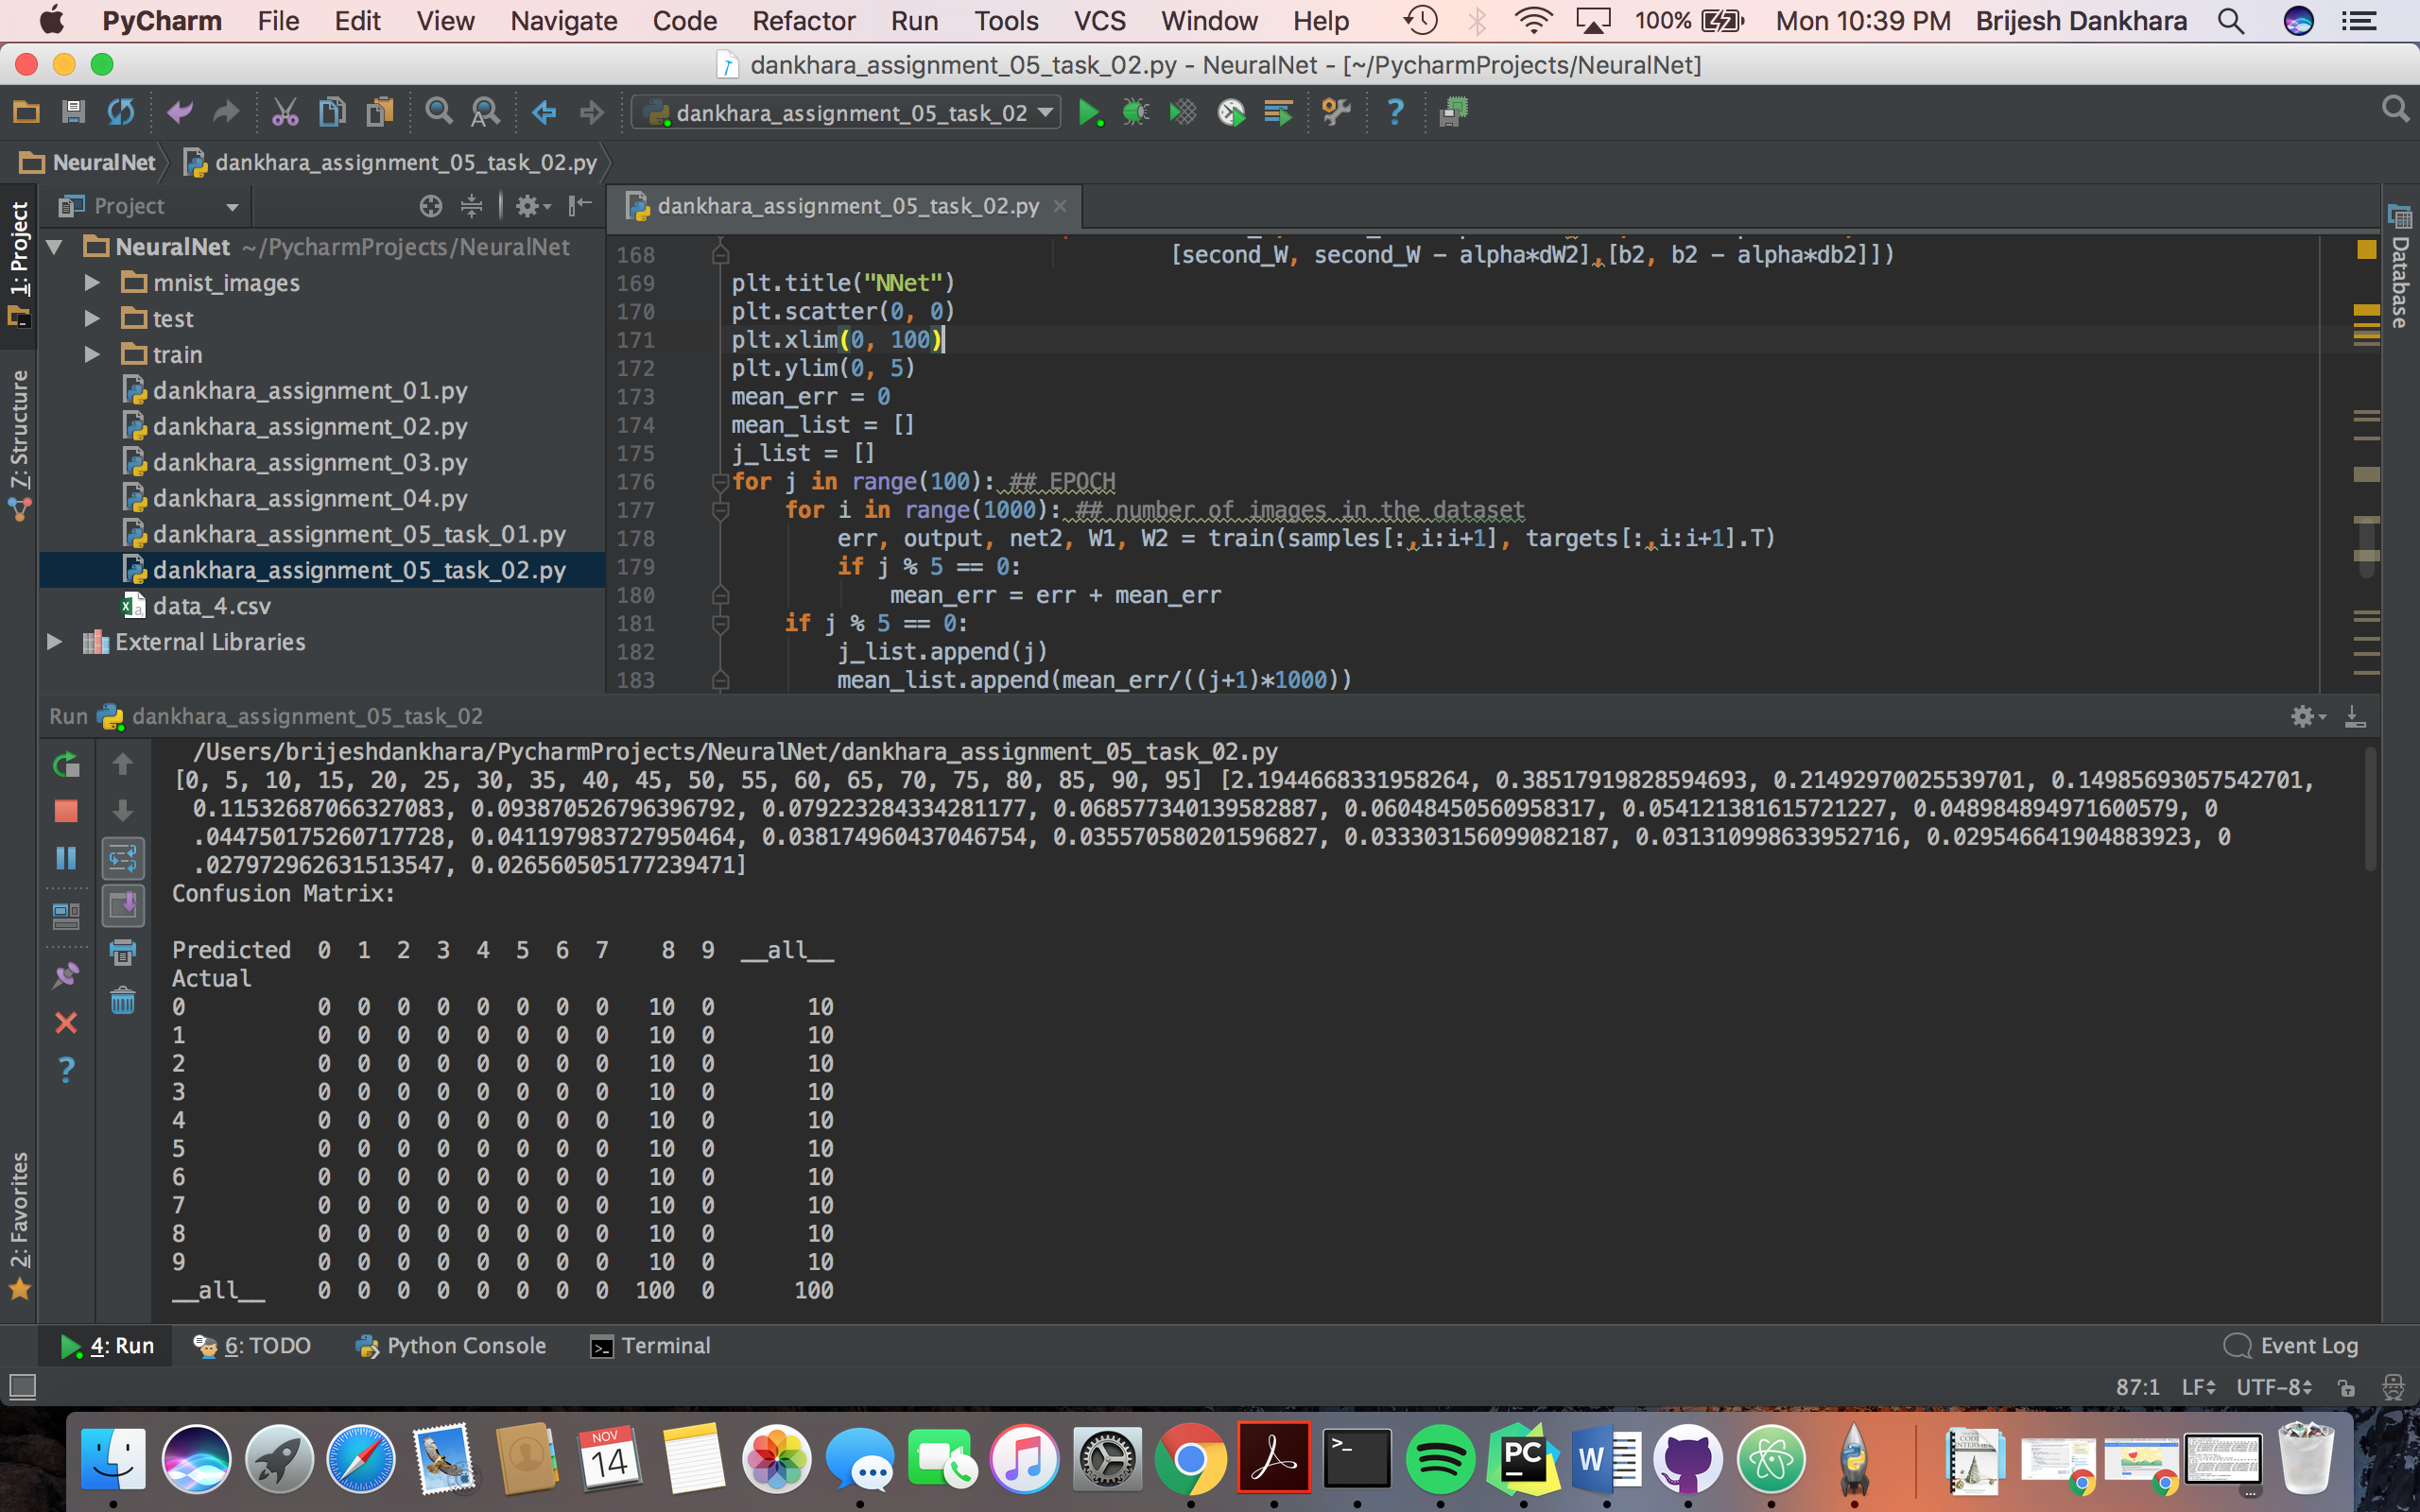 PyCharm File Edit View Navigate Code Refactor Run Tools VCS Window Help 100% Mon 10:39 PM Brijesh Dankhara
dankhara_assignment_05_task_02.py - NeuralNet - [~/PycharmProjects/NeuralNet]
dankhara_assignment_05_task_02
NeuralNet dankhara_assignment_05_task_02.py
1: Project
Z: Structure
2: Favorites
Database
Project
NeuralNet ~/PycharmProjects/NeuralNet
mnist_images
test
train
dankhara_assignment_01.py
dankhara_assignment_02.py
dankhara_assignment_03.py
dankhara_assignment_04.py
dankhara_assignment_05_task_01.py
dankhara_assignment_05_task_02.py
data_4.csv
External Libraries
dankhara_assignment_05_task_02.py
168 [second_W, second_W - alpha*dW2],[b2, b2 - alpha*db2]])
169 plt.title("NNet")
170 plt.scatter(0, 0)
171 plt.xlim(0, 100)
172 plt.ylim(0, 5)
173 mean_err = 0
174 mean_list = []
175 j_list = []
176 for j in range(100): ## EPOCH
177 for i in range(1000): ## number of images in the dataset
178 err, output, net2, W1, W2 = train(samples[:,i:i+1], targets[:,i:i+1].T)
179 if j % 5 == 0:
180 mean_err = err + mean_err
181 if j % 5 == 0:
182 j_list.append(j)
183 mean_list.append(mean_err/((j+1)*1000))
Run dankhara_assignment_05_task_02
/Users/brijeshdankhara/PycharmProjects/NeuralNet/dankhara_assignment_05_task_02.py
[0, 5, 10, 15, 20, 25, 30, 35, 40, 45, 50, 55, 60, 65, 70, 75, 80, 85, 90, 95] [2.1944668331958264, 0.38517919828594693, 0.21492970025539701, 0.14985693057542701,
0.11532687066327083, 0.093870526796396792, 0.079223284334281177, 0.068577340139582887, 0.06048450560958317, 0.054121381615721227, 0.048984894971600579, 0
.044750175260717728, 0.041197983727950464, 0.038174960437046754, 0.035570580201596827, 0.033303156099082187, 0.031310998633952716, 0.029546641904883923, 0
.027972962631513547, 0.026560505177239471]
Confusion Matrix:
Predicted 0 1 2 3 4 5 6 7 8 9 __all__
Actual
0 0 0 0 0 0 0 0 0 10 0 10
1 0 0 0 0 0 0 0 0 10 0 10
2 0 0 0 0 0 0 0 0 10 0 10
3 0 0 0 0 0 0 0 0 10 0 10
4 0 0 0 0 0 0 0 0 10 0 10
5 0 0 0 0 0 0 0 0 10 0 10
6 0 0 0 0 0 0 0 0 10 0 10
7 0 0 0 0 0 0 0 0 10 0 10
8 0 0 0 0 0 0 0 0 10 0 10
9 0 0 0 0 0 0 0 0 10 0 10
__all__ 0 0 0 0 0 0 0 0 100 0 100
4: Run 6: TODO Python Console Terminal Event Log
87:1 LF UTF-8
NOV
14
PC
W